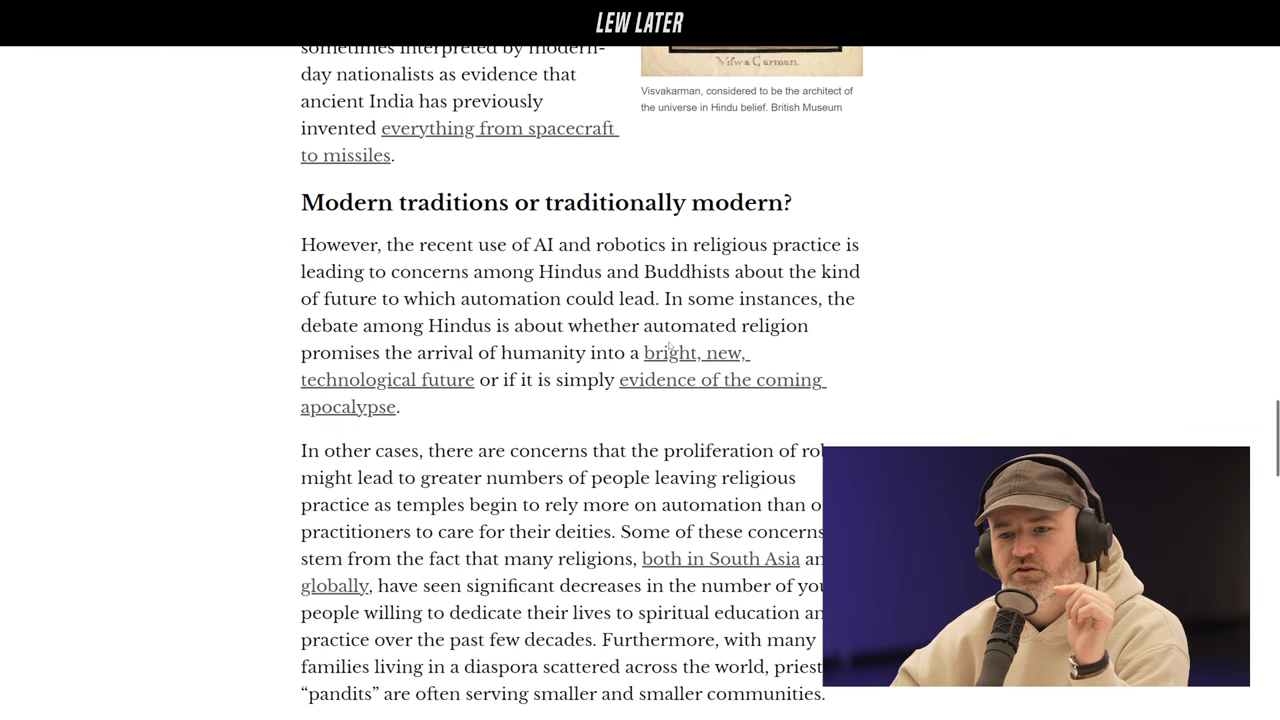 LEW LATER
sometimes interpreted by modern-
day nationalists as evidence that
ancient India has previously
invented everything from spacecraft
to missiles.
Viswa Carman.
Visvakarman, considered to be the architect of
the universe in Hindu belief. British Museum
Modern traditions or traditionally modern?
However, the recent use of AI and robotics in religious practice is
leading to concerns among Hindus and Buddhists about the kind
of future to which automation could lead. In some instances, the
debate among Hindus is about whether automated religion
promises the arrival of humanity into a bright, new,
technological future or if it is simply evidence of the coming
apocalypse.
In other cases, there are concerns that the proliferation of
might lead to greater numbers of people leaving religious
practice as temples begin to rely more on automation than
practitioners to care for their deities. Some of these concerns
stem from the fact that many religions, both in South Asia
globally, have seen significant decreases in the number of
people willing to dedicate their lives to spiritual education
practice over the past few decades. Furthermore, with many
families living in a diaspora scattered across the world, priest
“pandits” are often serving smaller and smaller communities.